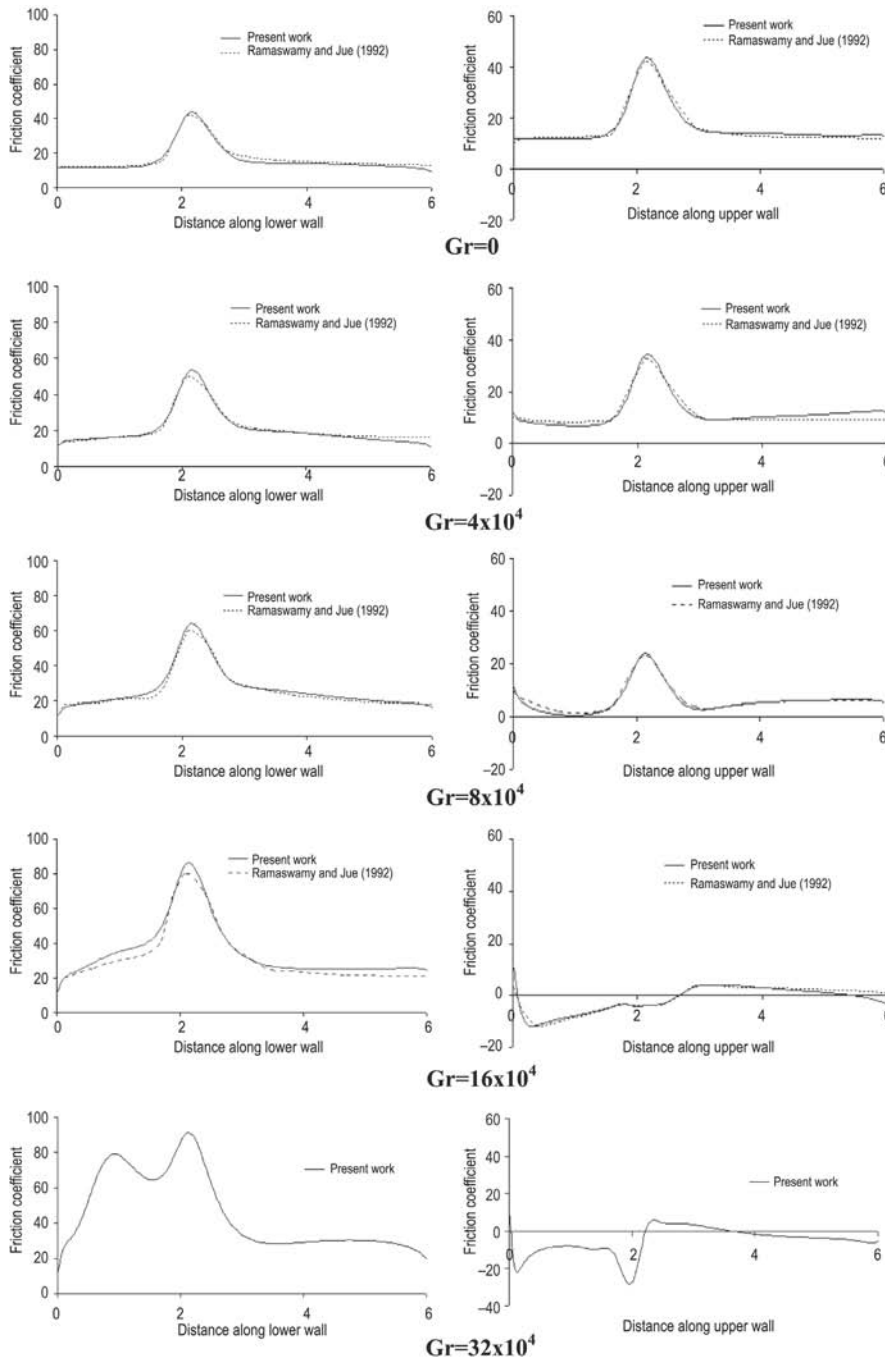 100
80
60
40
20
0
Friction coefficient
Present work
Ramaswamy and Jue (1992)
0
2
4
6
Distance along lower wall
60
40
20
0
–20
Friction coefficient
Present work
Ramaswamy and Jue (1992)
0
2
4
6
Distance along upper wall
Gr=0
100
80
60
40
20
0
Friction coefficient
Present work
Ramaswamy and Jue (1992)
0
2
4
6
Distance along lower wall
60
40
20
0
–20
Friction coefficient
Present work
Ramaswamy and Jue (1992)
0
2
4
6
Distance along upper wall
Gr=4x10⁴
100
80
60
40
20
0
Friction coefficient
Present work
Ramaswamy and Jue (1992)
0
2
4
6
Distance along lower wall
60
40
20
0
–20
Friction coefficient
Present work
Ramaswamy and Jue (1992)
0
2
4
6
Distance along upper wall
Gr=8x10⁴
100
80
60
40
20
0
Friction coefficient
Present work
Ramaswamy and Jue (1992)
0
2
4
6
Distance along lower wall
60
40
20
0
–20
Friction coefficient
Present work
Ramaswamy and Jue (1992)
0
2
4
6
Distance along upper wall
Gr=16x10⁴
100
80
60
40
20
0
Friction coefficient
Present work
0
2
4
6
Distance along lower wall
60
40
20
0
–20
–40
Friction coefficient
Present work
0
2
4
6
Distance along upper wall
Gr=32x10⁴